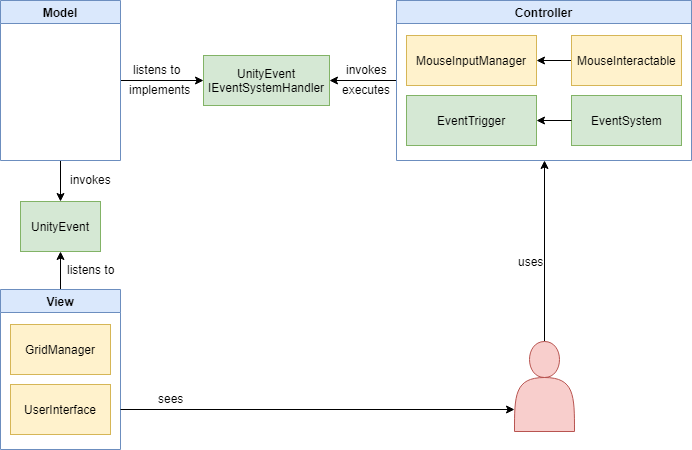 Model
Controller
MouseInputManager
MouseInteractable
listens to
implements
UnityEvent
IEventSystemHandler
invokes
executes
EventTrigger
EventSystem
invokes
UnityEvent
listens to
uses
View
GridManager
UserInterface
sees